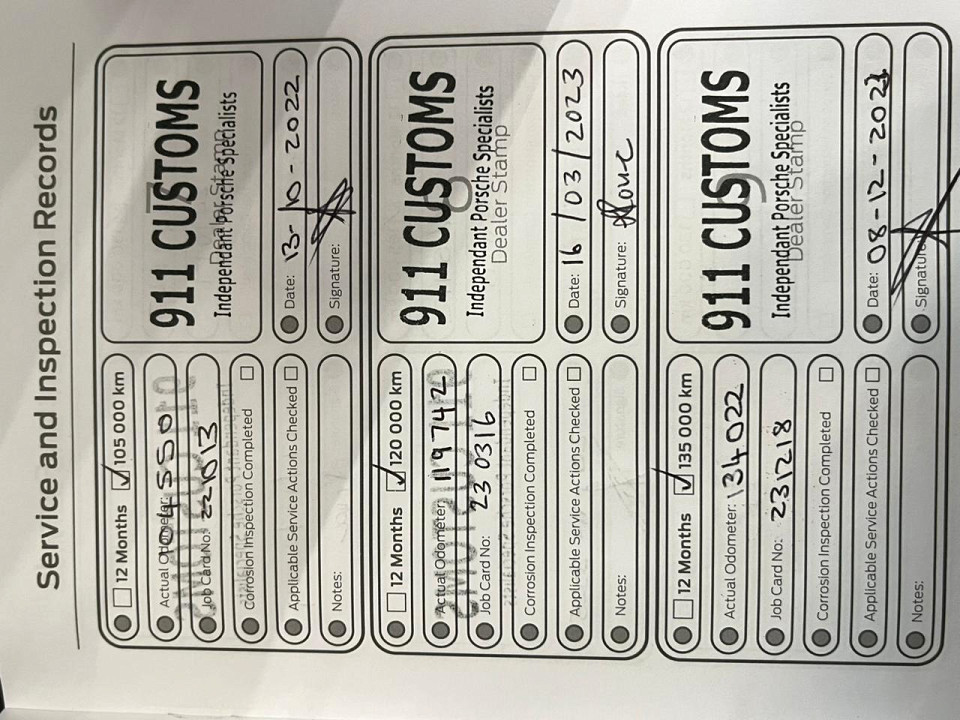 Service and Inspection Records
12 Months ✓ 105 000 km
Actual Odometer: 104550
Job Card No: 221013
Corrosion Inspection Completed
Applicable Service Actions Checked
Notes:
911 CUSTOMS
Independant Porsche Specialists
Dealer Stamp
Date: 13-10-2022
Signature:
12 Months ✓ 120 000 km
Actual Odometer: 119742
Job Card No: 230316
Corrosion Inspection Completed
Applicable Service Actions Checked
Notes:
911 CUSTOMS
Independant Porsche Specialists
Dealer Stamp
Date: 16/03/2023
Signature:
12 Months ✓ 135 000 km
Actual Odometer: 134022
Job Card No: 231218
Corrosion Inspection Completed
Applicable Service Actions Checked
Notes:
911 CUSTOMS
Independant Porsche Specialists
Dealer Stamp
Date: 08-12-2023
Signature: